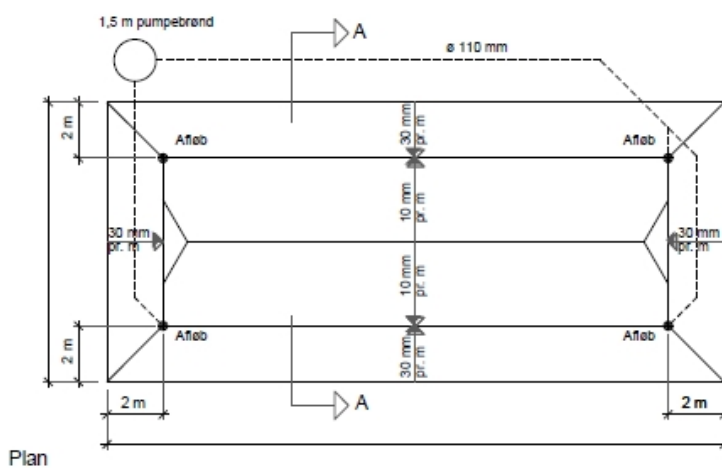 1,5 m pumpebrønd
A
ø 110 mm
2 m
30 mm
pr. m
Afløb
Afløb
10 mm
pr. m
30 mm
pr. m
30 mm
pr. m
10 mm
pr. m
Afløb
Afløb
2 m
30 mm
pr. m
2 m
A
2 m
Plan